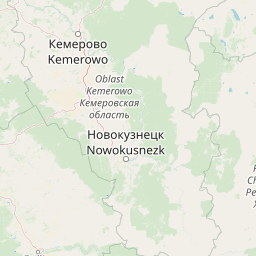 Кемерово
Kemerowo
Oblast
Kemerowo
Кемеровская
область
Новокузнецк
Nowokusnezk